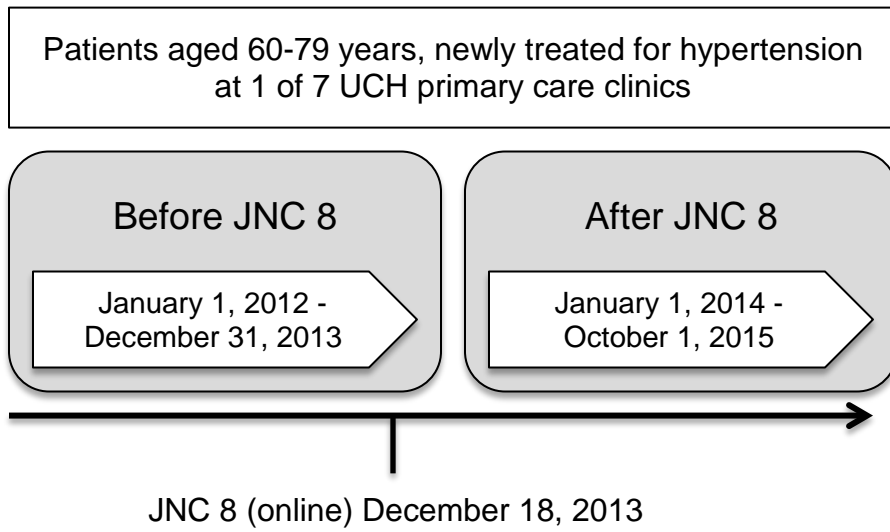 Patients aged 60-79 years, newly treated for hypertension
at 1 of 7 UCH primary care clinics
Before JNC 8
January 1, 2012 -
December 31, 2013
After JNC 8
January 1, 2014 -
October 1, 2015
JNC 8 (online) December 18, 2013